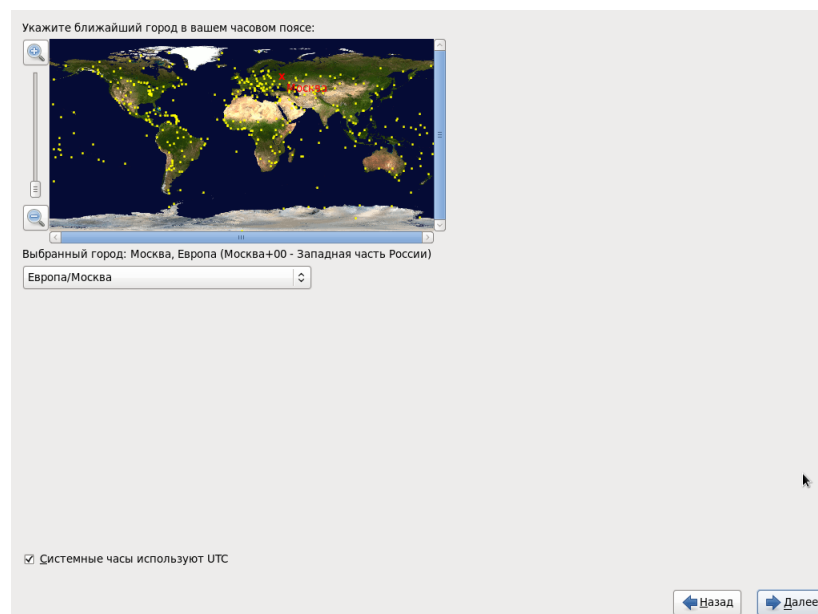 Укажите ближайший город в вашем часовом поясе:
Москва
Выбранный город: Москва, Европа (Москва+00 - Западная часть России)
Европа/Москва
Системные часы используют UTC
Назад
Далее